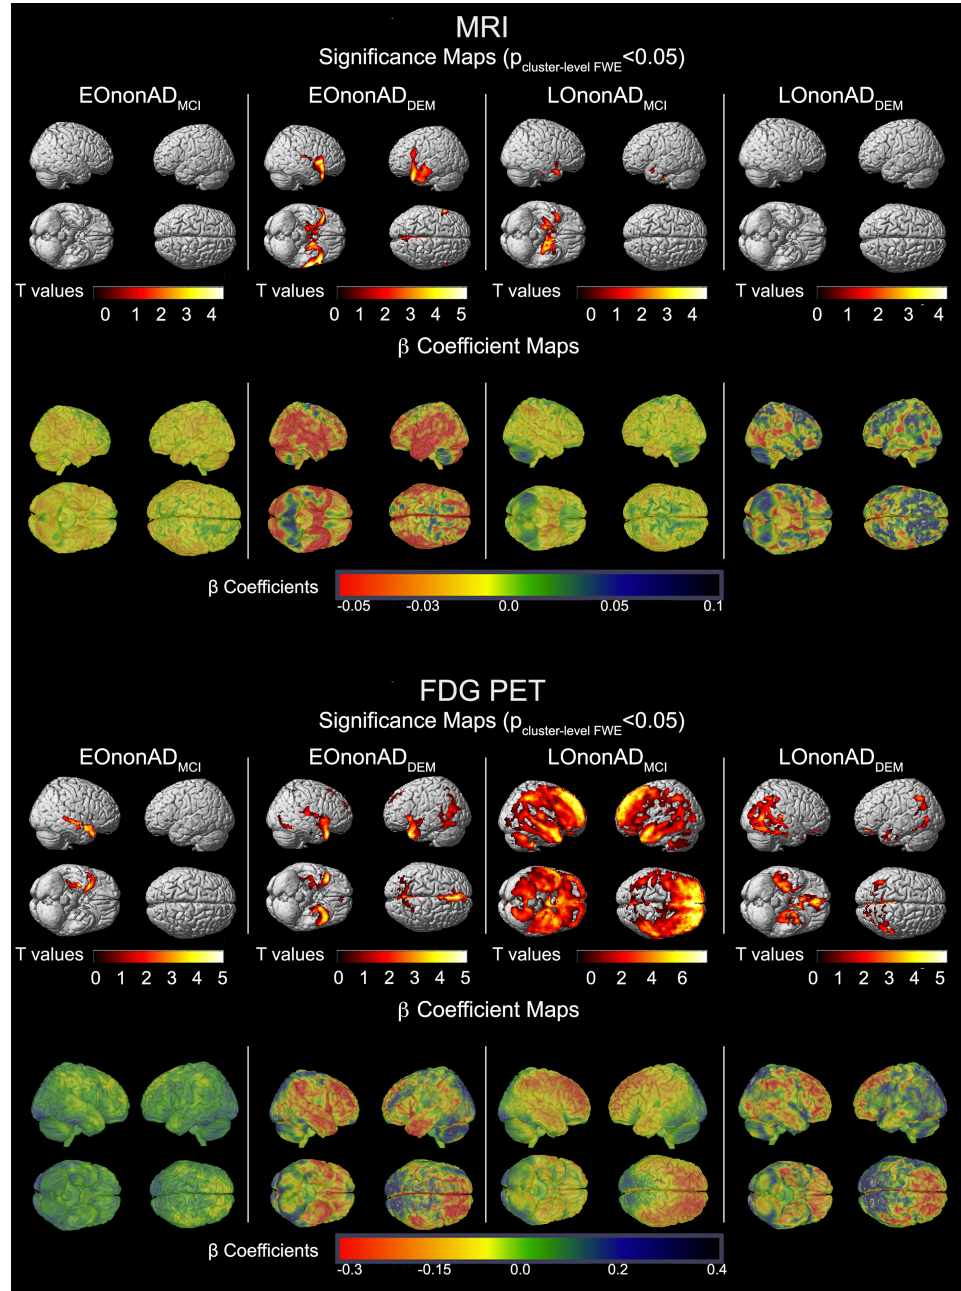 MRI
Significance Maps (pcluster-level FWE<0.05)
EOnonADMCI EOnonADDEM LOnonADMCI LOnonADDEM
T values 0 1 2 3 4 T values 0 1 2 3 4 5 T values 0 1 2 3 4 T values 0 1 2 3 4
β Coefficient Maps
β Coefficients -0.05 -0.03 0.0 0.05 0.1
FDG PET
Significance Maps (pcluster-level FWE<0.05)
EOnonADMCI EOnonADDEM LOnonADMCI LOnonADDEM
T values 0 1 2 3 4 5 T values 0 1 2 3 4 5 T values 0 2 4 6 T values 0 1 2 3 4 5
β Coefficient Maps
β Coefficients -0.3 -0.15 0.0 0.2 0.4